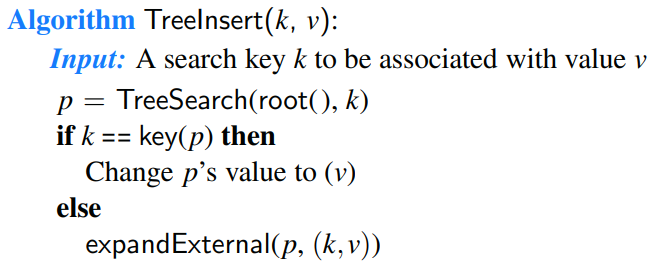 Algorithm TreeInsert(k, v):
Input: A search key k to be associated with value v
p = TreeSearch(root(), k)
if k == key(p) then
Change p's value to (v)
else
expandExternal(p, (k,v))